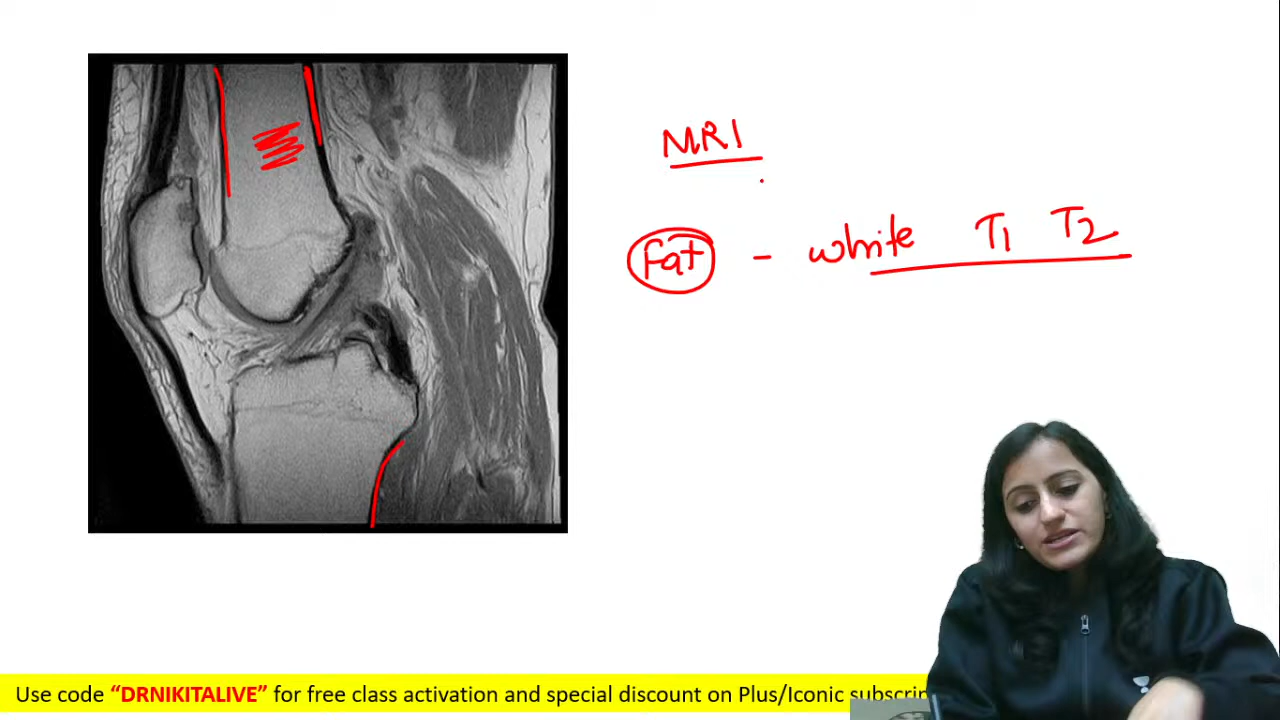 MRI
Fat - white T1 T2
Use code “DRNIKITALIVE” for free class activation and special discount on Plus/Iconic